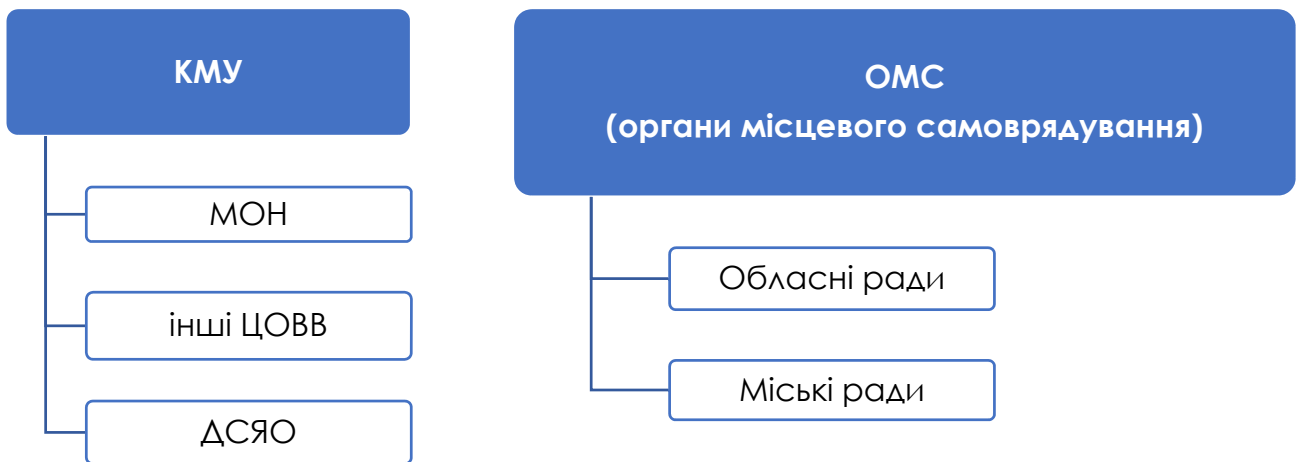 КМУ
МОН
інші ЦОВВ
ДСЯО
ОМС
(органи місцевого самоврядування)
Обласні ради
Міські ради